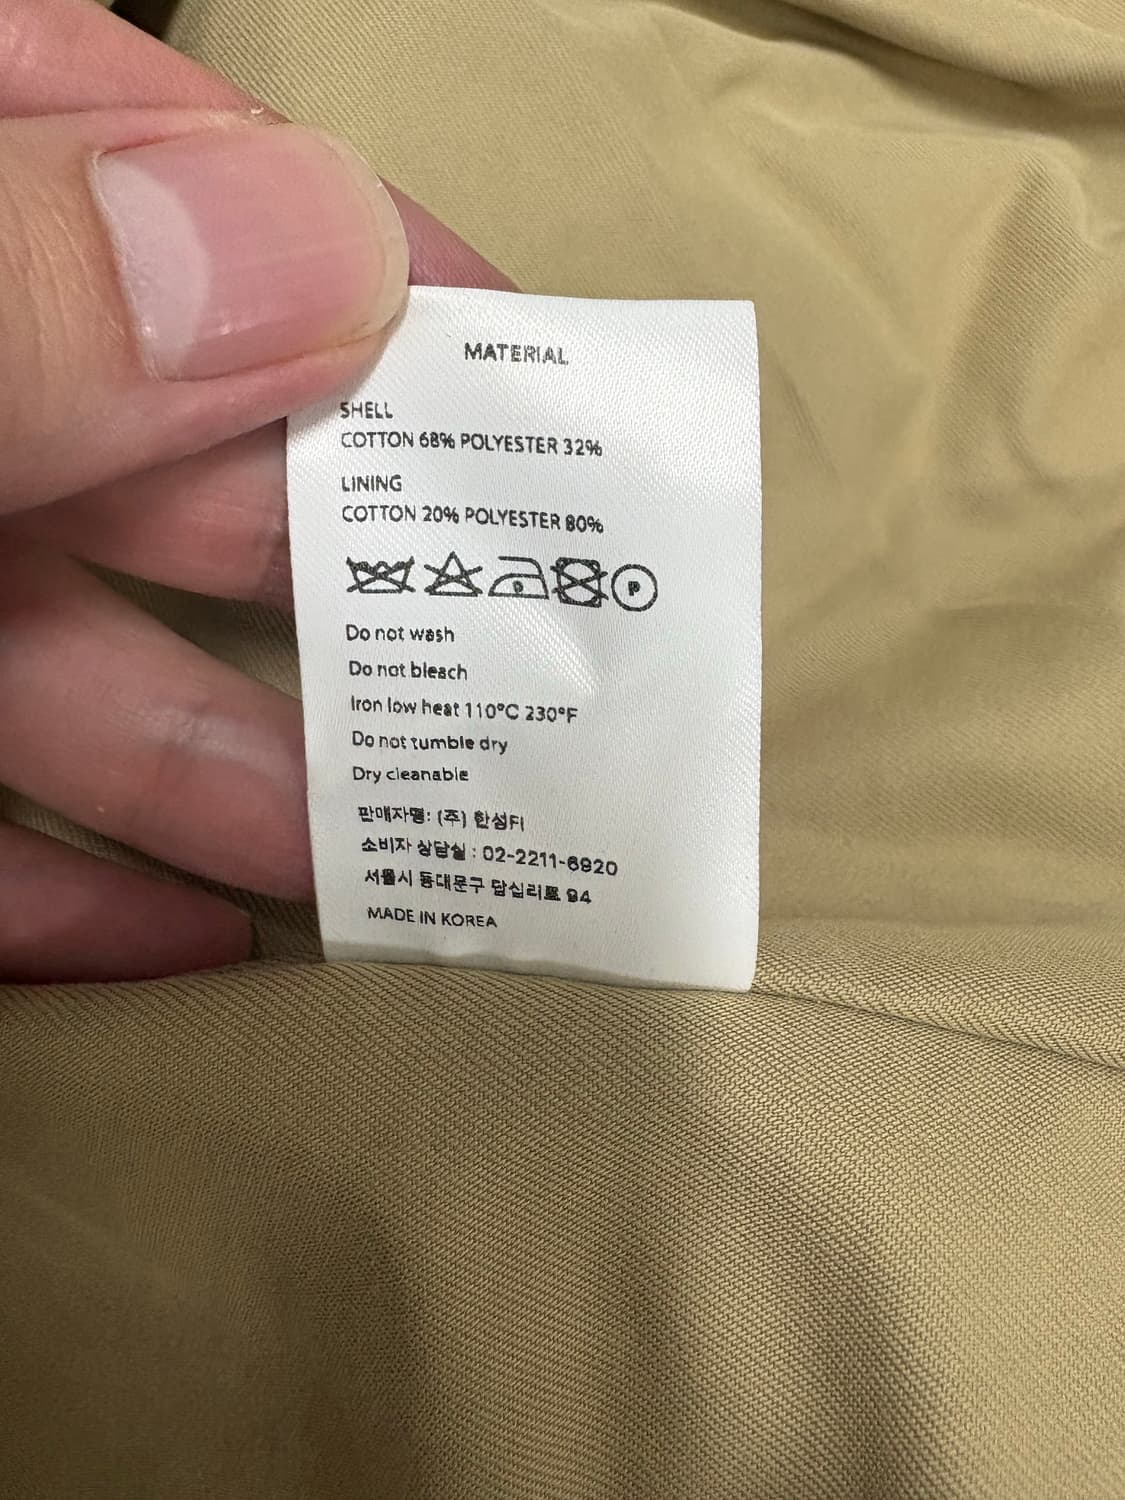 MATERIAL
SHELL
COTTON 68% POLYESTER 32%
LINING
COTTON 20% POLYESTER 80%
P
Do not wash
Do not bleach
Iron low heat 110°C 230°F
Do not tumble dry
Dry cleanable
판매자명: (주) 한섬FI
소비자 상담실 : 02-2211-6920
서울시 동대문구 답십리로 94
MADE IN KOREA